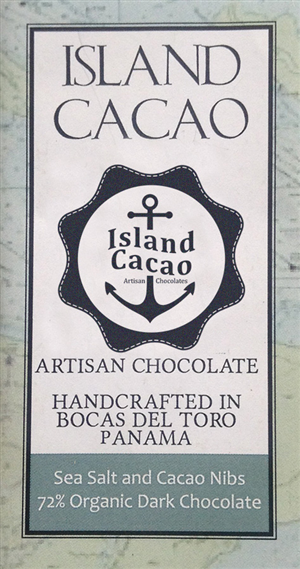 ISLAND
CACAO
Island
Cacao
Artisan Chocolates
ARTISAN CHOCOLATE
HANDCRAFTED IN
BOCAS DEL TORO
PANAMA
Sea Salt and Cacao Nibs
72% Organic Dark Chocolate